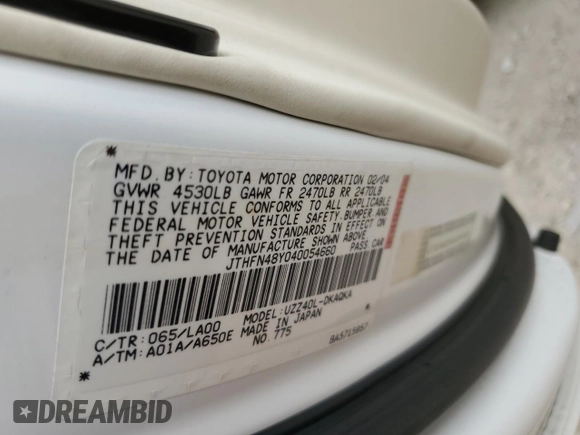 MFD. BY: TOYOTA MOTOR CORPORATION 02/04
GVWR 4530LB GAWR FR 2470LB RR 2470LB
THIS VEHICLE CONFORMS TO ALL APPLICABLE
FEDERAL MOTOR VEHICLE SAFETY, BUMPER, AND
THEFT PREVENTION STANDARDS IN EFFECT ON
THE DATE OF MANUFACTURE SHOWN ABOVE
JTHFN48Y040054660 PASS CAR
C/TR: 065/LA00 MODEL: UZZ40L-DKAQKA
A/TM: A01A/A650E MADE IN JAPAN
NO. 775
DREAMBID